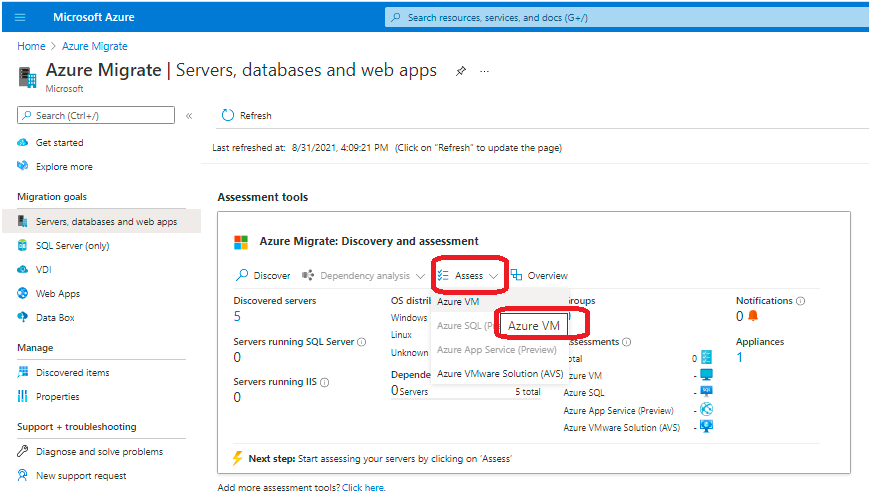 Microsoft Azure
Search resources, services, and docs (G+/)
Home > Azure Migrate
Azure Migrate | Servers, databases and web apps
Microsoft
Search (Ctrl+/)
«
Get started
Explore more
Migration goals
Servers, databases and web apps
SQL Server (only)
VDI
Web Apps
Data Box
Manage
Discovered items
Properties
Support + troubleshooting
Diagnose and solve problems
New support request
Refresh
Last refreshed at: 8/31/2021, 4:09:21 PM (Click on "Refresh" to update the page)
Assessment tools
Azure Migrate: Discovery and assessment
Discover
Dependency analysis
Assess
Overview
Discovered servers
5
Servers running SQL Server
0
Servers running IIS
0
OS distrib
Windows
Linux
Unknown
Depende
0 Servers
5 total
Azure VM
Azure SQL (Pre
Azure App Service (Preview)
Azure VMware Solution (AVS)
Azure VM
roups
ssessments
otal 0
Azure VM -
Azure SQL -
Azure App Service (Preview) -
Azure VMware Solution (AVS) -
Notifications
0
Appliances
1
Next step: Start assessing your servers by clicking on 'Assess'
Add more assessment tools? Click here.